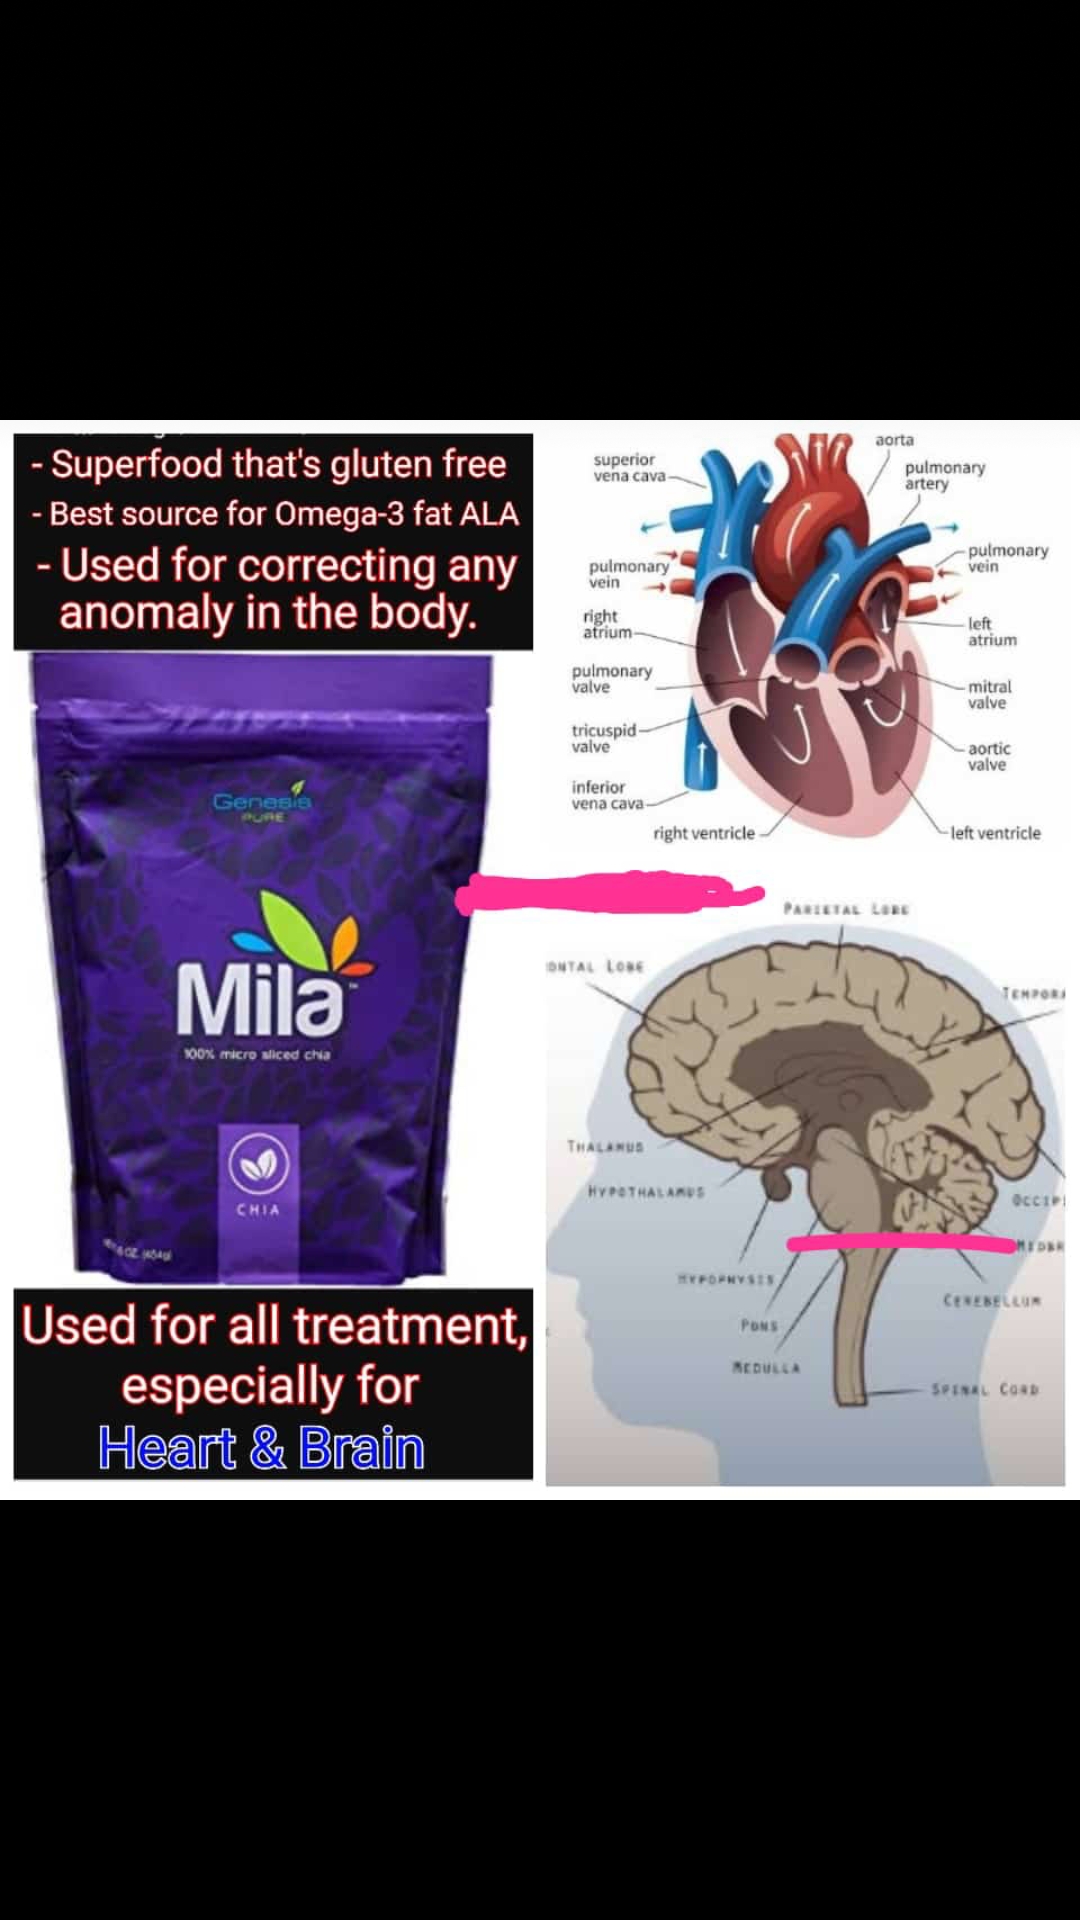 - Superfood that's gluten free
- Best source for Omega-3 fat ALA
- Used for correcting any
anomaly in the body.
Genesis
PURE
Mila™
100% micro sliced chia
CHIA
OZ. (454g)
Used for all treatment,
especially for
Heart & Brain
aorta
superior
vena cava
pulmonary
artery
pulmonary
vein
pulmonary
vein
right
atrium
left
atrium
pulmonary
valve
mitral
valve
tricuspid
valve
aortic
valve
inferior
vena cava
right ventricle
left ventricle
PARIETAL LOBE
ONTAL LOBE
TEMPORA
THALAMUS
HYPOTHALAMUS
OCCIP
MIDBR
HYPOPHYSIS
CEREBELLUM
PONS
MEDULLA
SPINAL CORD